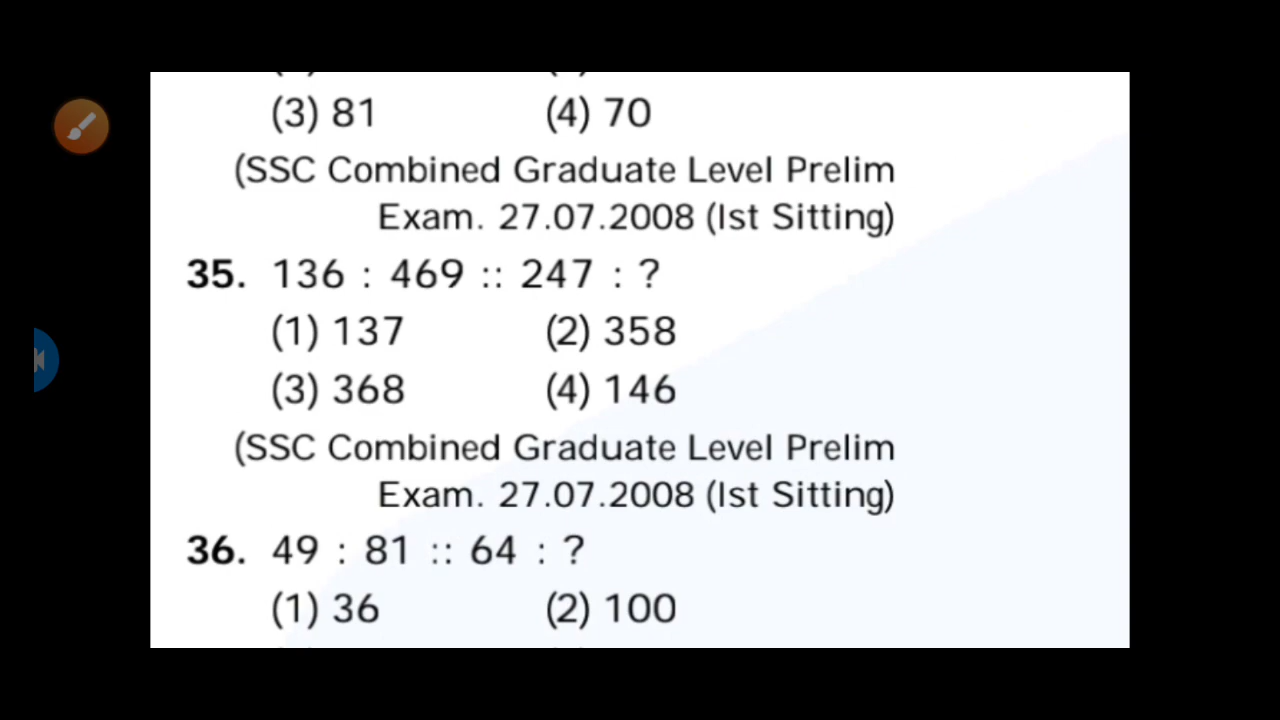 (3) 81 (4) 70
(SSC Combined Graduate Level Prelim
Exam. 27.07.2008 (Ist Sitting)
35. 136 : 469 :: 247 : ?
(1) 137 (2) 358
(3) 368 (4) 146
(SSC Combined Graduate Level Prelim
Exam. 27.07.2008 (Ist Sitting)
36. 49 : 81 :: 64 : ?
(1) 36 (2) 100